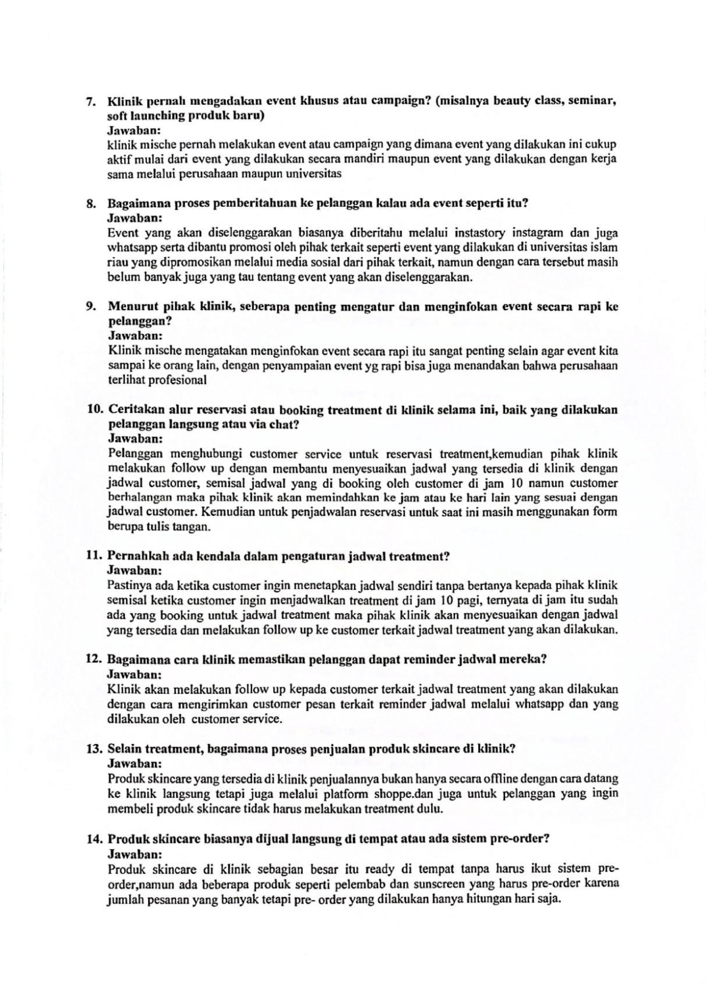 7. Klinik pernah mengadakan event khusus atau campaign? (misalnya beauty class, seminar,
soft launching produk baru)
Jawaban:
klinik mische pernah melakukan event atau campaign yang dimana event yang dilakukan ini cukup
aktif mulai dari event yang dilakukan secara mandiri maupun event yang dilakukan dengan kerja
sama melalui perusahaan maupun universitas
8. Bagaimana proses pemberitahuan ke pelanggan kalau ada event seperti itu?
Jawaban:
Event yang akan diselenggarakan biasanya diberitahu melalui instastory instagram dan juga
whatsapp serta dibantu promosi oleh pihak terkait seperti event yang dilakukan di universitas islam
riau yang dipromosikan melalui media sosial dari pihak terkait, namun dengan cara tersebut masih
belum banyak juga yang tau tentang event yang akan diselenggarakan.
9. Menurut pihak klinik, seberapa penting mengatur dan menginfokan event secara rapi ke
pelanggan?
Jawaban:
Klinik mische mengatakan menginfokan event secara rapi itu sangat penting selain agar event kita
sampai ke orang lain, dengan penyampaian event yg rapi bisa juga menandakan bahwa perusahaan
terlihat profesional
10. Ceritakan alur reservasi atau booking treatment di klinik selama ini, baik yang dilakukan
pelanggan langsung atau via chat?
Jawaban:
Pelanggan menghubungi customer service untuk reservasi treatment,kemudian pihak klinik
melakukan follow up dengan membantu menyesuaikan jadwal yang tersedia di klinik dengan
jadwal customer, semisal jadwal yang di booking oleh customer di jam 10 namun customer
berhalangan maka pihak klinik akan memindahkan ke jam atau ke hari lain yang sesuai dengan
jadwal customer. Kemudian untuk penjadwalan reservasi untuk saat ini masih menggunakan form
berupa tulis tangan.
11. Pernahkah ada kendala dalam pengaturan jadwal treatment?
Jawaban:
Pastinya ada ketika customer ingin menetapkan jadwal sendiri tanpa bertanya kepada pihak klinik
semisal ketika customer ingin menjadwalkan treatment di jam 10 pagi, ternyata di jam itu sudah
ada yang booking untuk jadwal treatment maka pihak klinik akan menyesuaikan dengan jadwal
yang tersedia dan melakukan follow up ke customer terkait jadwal treatment yang akan dilakukan.
12. Bagaimana cara klinik memastikan pelanggan dapat reminder jadwal mereka?
Jawaban:
Klinik akan melakukan follow up kepada customer terkait jadwal treatment yang akan dilakukan
dengan cara mengirimkan customer pesan terkait reminder jadwal melalui whatsapp dan yang
dilakukan oleh customer service.
13. Selain treatment, bagaimana proses penjualan produk skincare di klinik?
Jawaban:
Produk skincare yang tersedia di klinik penjualannya bukan hanya secara offline dengan cara datang
ke klinik langsung tetapi juga melalui platform shoppe.dan juga untuk pelanggan yang ingin
membeli produk skincare tidak harus melakukan treatment dulu.
14. Produk skincare biasanya dijual langsung di tempat atau ada sistem pre-order?
Jawaban:
Produk skincare di klinik sebagian besar itu ready di tempat tanpa harus ikut sistem pre-
order,namun ada beberapa produk seperti pelembab dan sunscreen yang harus pre-order karena
jumlah pesanan yang banyak tetapi pre- order yang dilakukan hanya hitungan hari saja.